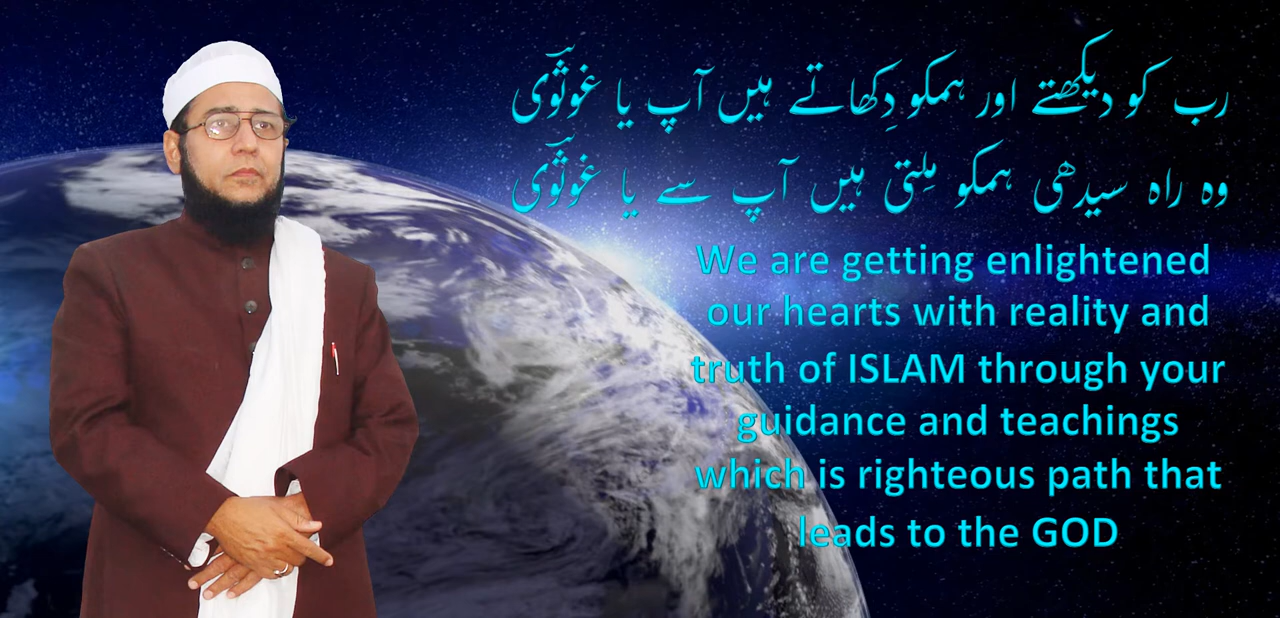 رب کو دیکھتے اور ہمکو دِکھاتے ہیں آپ یا غوثوؔی
وہ راہ سیدھی ہمکو مِلتی ہیں آپ سے یا غوثوؔی
We are getting enlightened
our hearts with reality and
truth of ISLAM through your
guidance and teachings
which is righteous path that
leads to the GOD